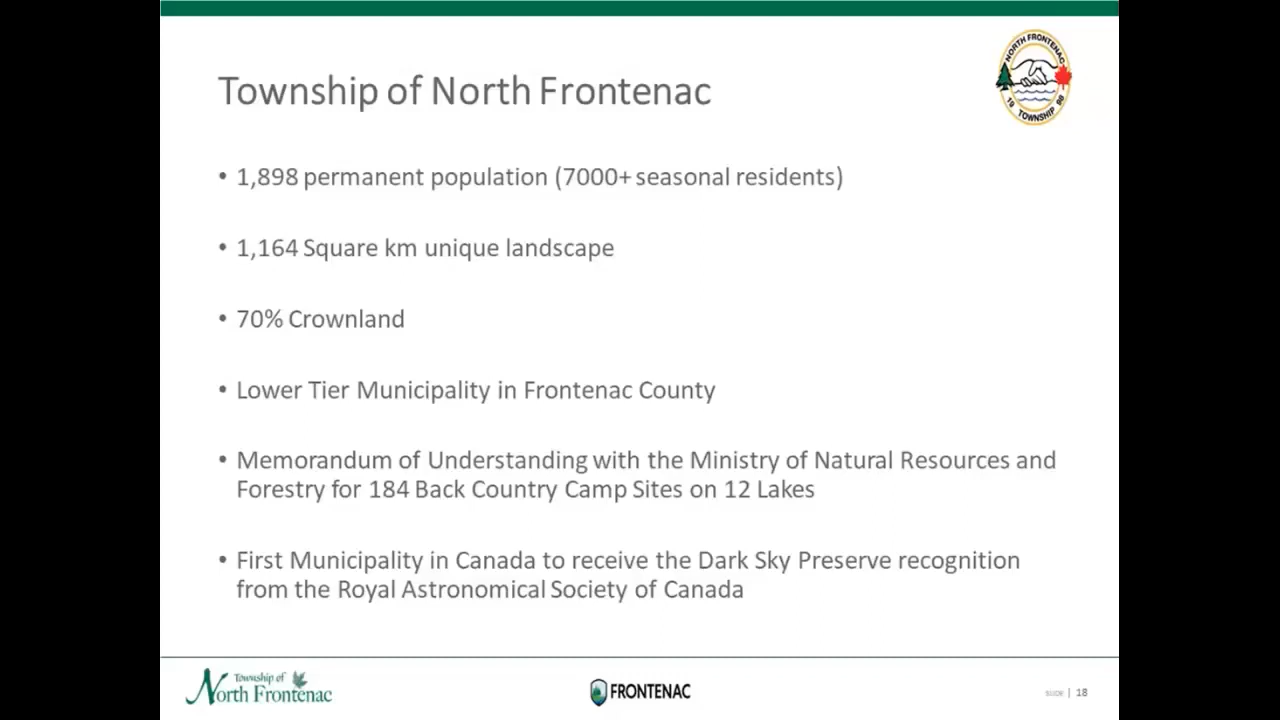 NORTH FRONTENAC
19 TOWNSHIP 98
Township of North Frontenac
• 1,898 permanent population (7000+ seasonal residents)
• 1,164 Square km unique landscape
• 70% Crownland
• Lower Tier Municipality in Frontenac County
• Memorandum of Understanding with the Ministry of Natural Resources and
Forestry for 184 Back Country Camp Sites on 12 Lakes
• First Municipality in Canada to receive the Dark Sky Preserve recognition
from the Royal Astronomical Society of Canada
Township of
North Frontenac
FRONTENAC
slide | 18